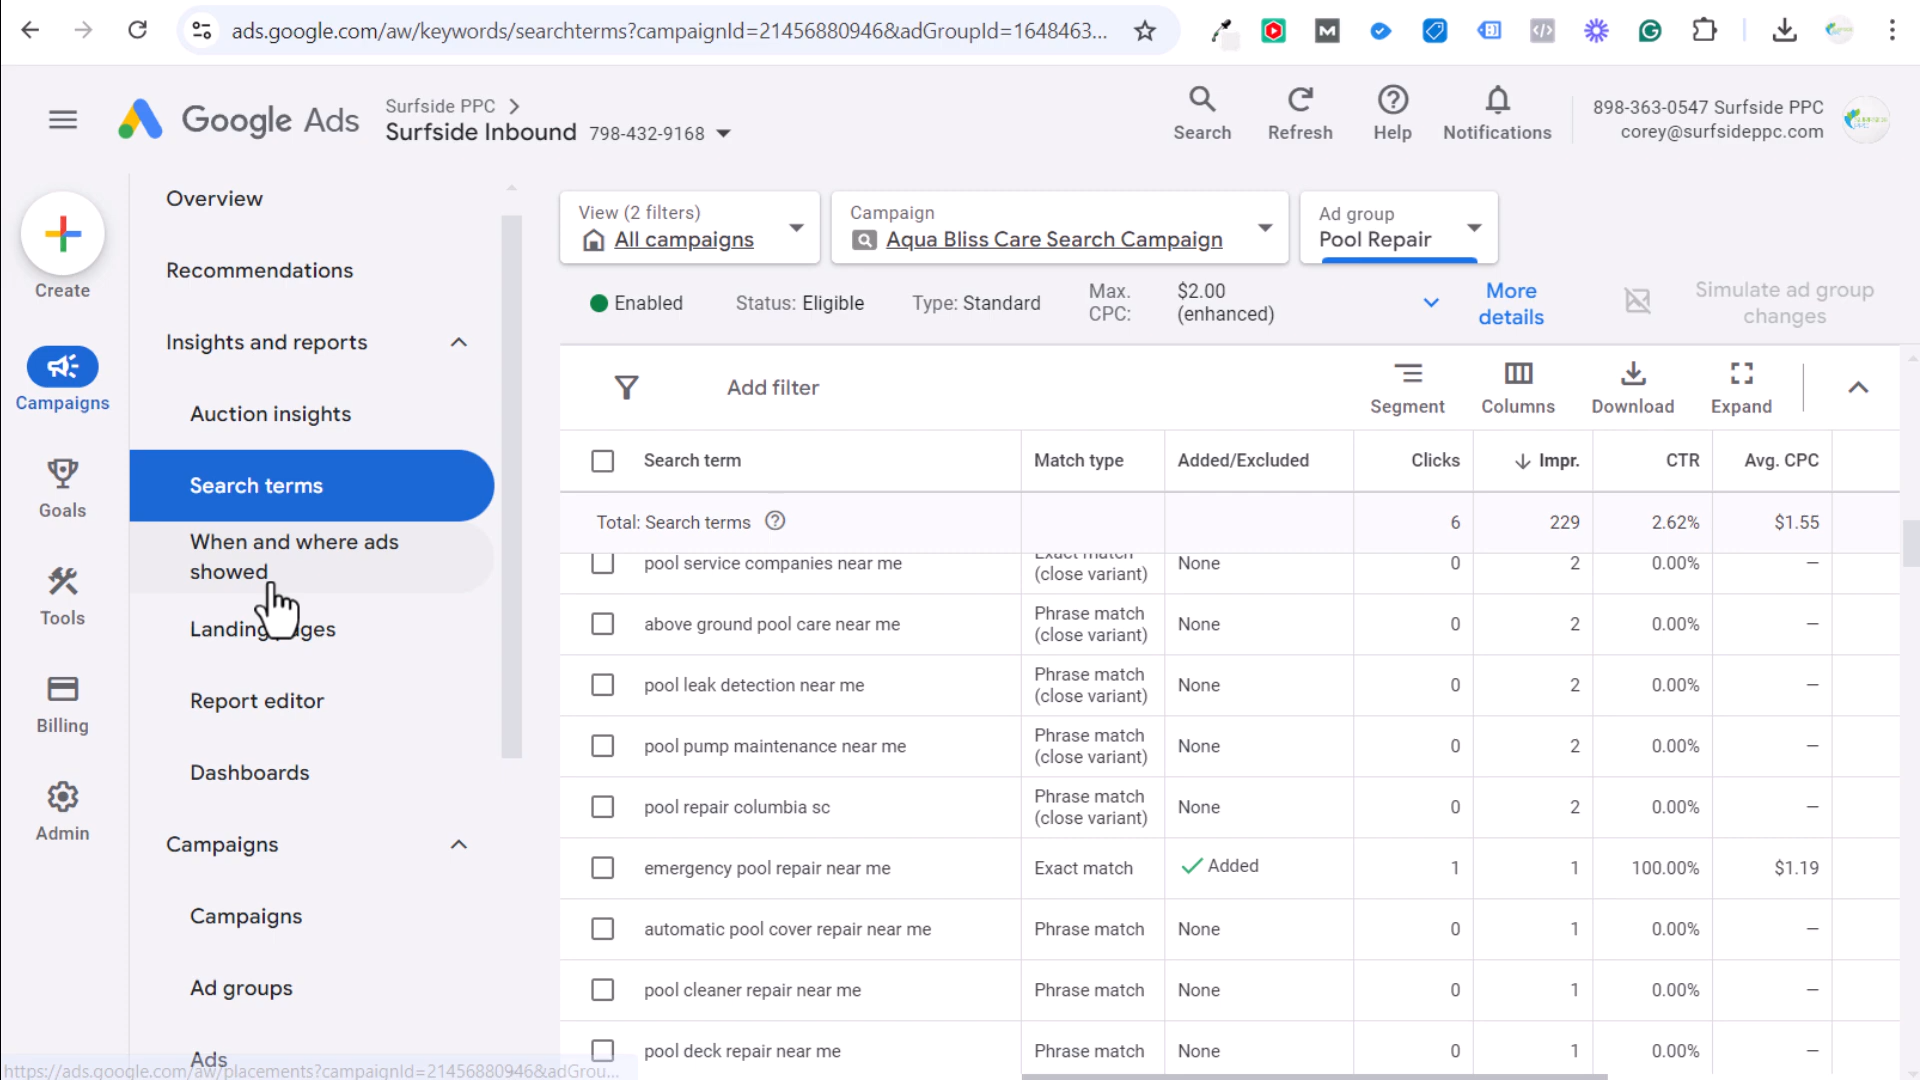 ads.google.com/aw/keywords/searchterms?campaignId=21456880946&adGroupId=1648463...
Google Ads
Surfside PPC
Surfside Inbound 798-432-9168
Search
Refresh
Help
Notifications
898-363-0547 Surfside PPC
corey@surfsideppc.com
Create
Campaigns
Goals
Tools
Billing
Admin
Overview
Recommendations
Insights and reports
Auction insights
Search terms
When and where ads
showed
Landing
Report editor
Dashboards
Campaigns
Campaigns
Ad groups
Ads
https://ads.google.com/aw/placements?campaignId=21456880946&adGrou...
View (2 filters)
All campaigns
Campaign
Aqua Bliss Care Search Campaign
Ad group
Pool Repair
Enabled
Status: Eligible
Type: Standard
Max.
CPC:
$2.00
(enhanced)
More
details
Simulate ad group
changes
Add filter
Segment
Columns
Download
Expand
Search term Match type Added/Excluded Clicks Impr. CTR Avg. CPC
Total: Search terms 6 229 2.62% $1.55
Exact match
pool service companies near me (close variant) None 0 2 0.00% —
Phrase match
above ground pool care near me None 0 2 0.00% —
(close variant)
Phrase match
pool leak detection near me None 0 2 0.00% —
(close variant)
Phrase match
pool pump maintenance near me None 0 2 0.00% —
(close variant)
Phrase match
pool repair columbia sc None 0 2 0.00% —
(close variant)
emergency pool repair near me Exact match Added 1 1 100.00% $1.19
automatic pool cover repair near me Phrase match None 0 1 0.00% —
pool cleaner repair near me Phrase match None 0 1 0.00% —
pool deck repair near me Phrase match None 0 1 0.00% —